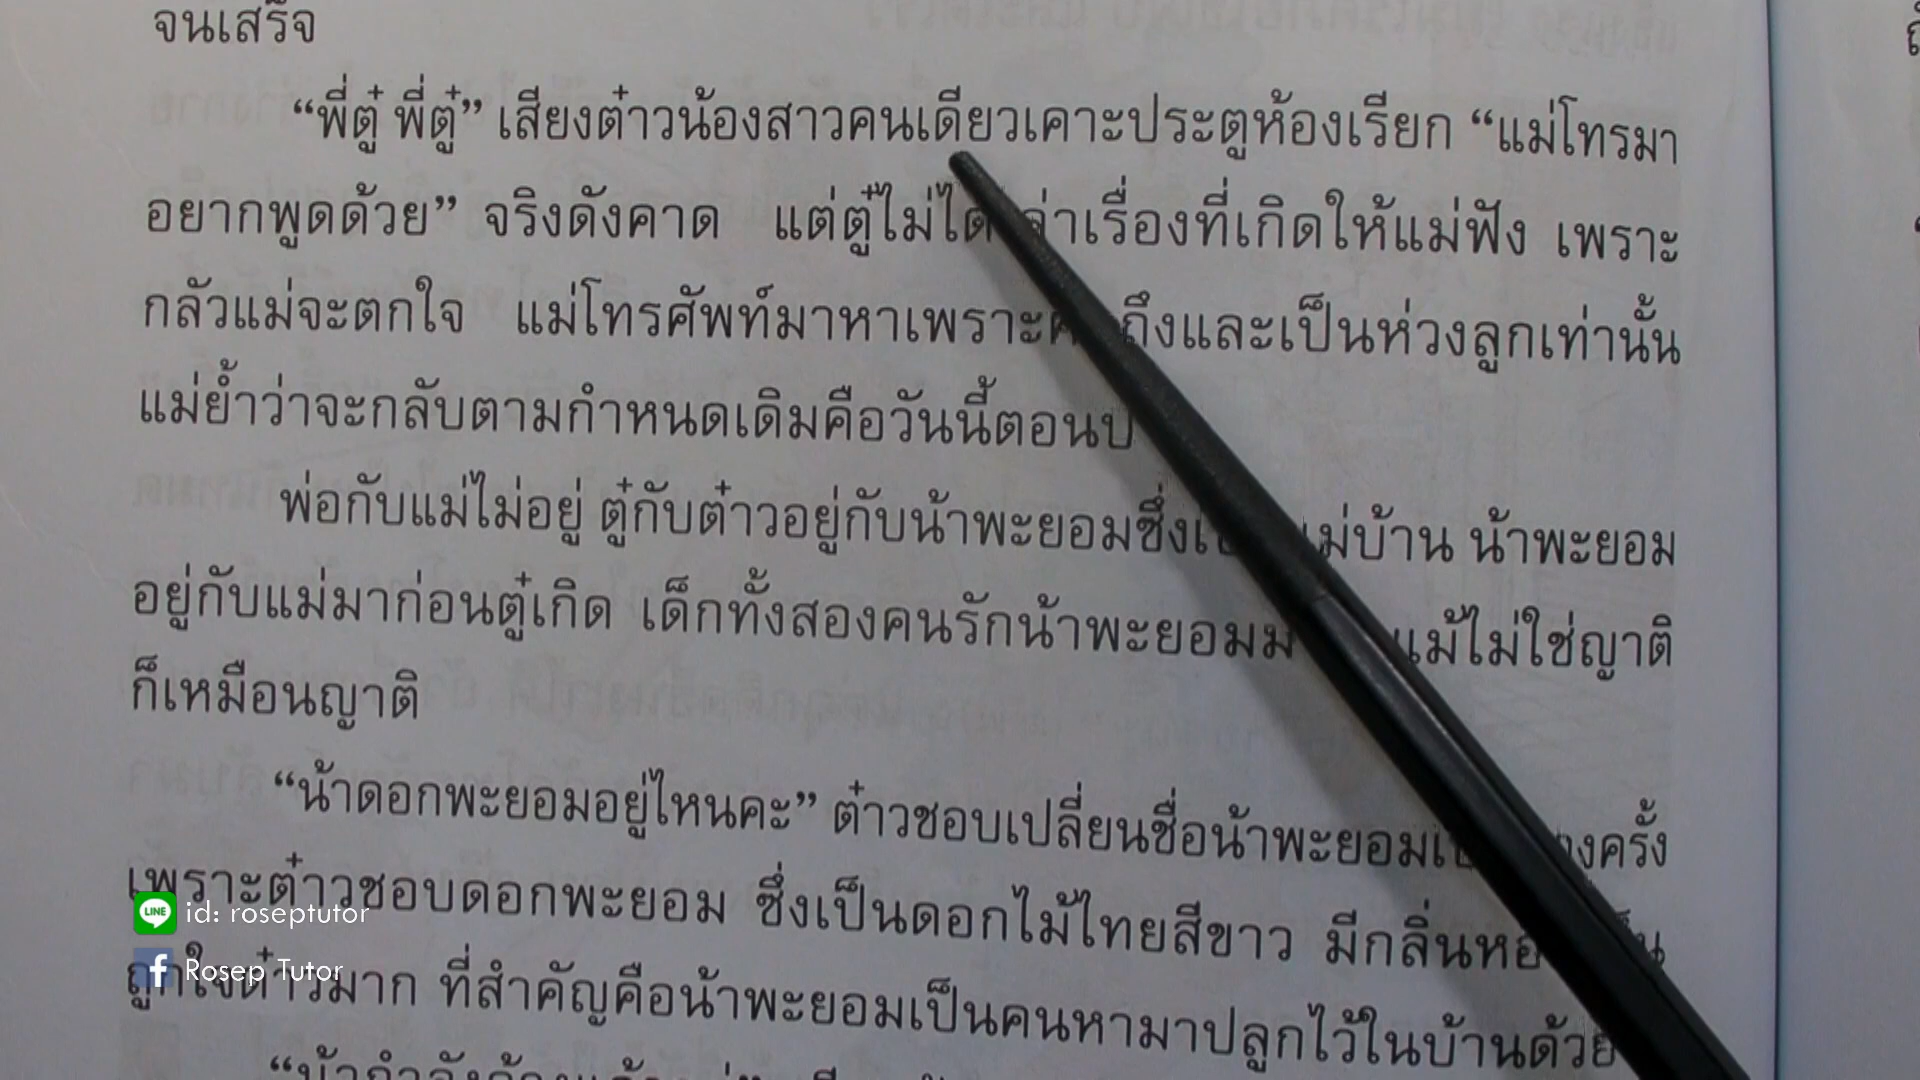 จนเสร็จ
“พี่ตู๋ พี่ตู๋” เสียงต๋าวน้องสาวคนเดียวเคาะประตูห้องเรียก “แม่โทรมา
อยากพูดด้วย” จริงดังคาด แต่ตู๋ไม่ได้ เรื่องที่เกิดให้แม่ฟัง เพราะ
กลัวแม่จะตกใจ แม่โทรศัพท์มาหาเพราะ ถึงและเป็นห่วงลูกเท่านั้น
แม่ย้ำว่าจะกลับตามกำหนดเดิมคือวันนี้ตอน
พ่อกับแม่ไม่อยู่ ตู๋กับต๋าวอยู่กับน้าพะยอมซึ่ง แม่บ้าน น้าพะยอม
อยู่กับแม่มาก่อนตู๋เกิด เด็กทั้งสองคนรักน้าพะยอม แม้ไม่ใช่ญาติ
ก็เหมือนญาติ
“น้าดอกพะยอมอยู่ไหนคะ” ต๋าวชอบเปลี่ยนชื่อน้าพะยอม ครั้ง
เพราะต๋าวชอบดอกพะยอม ซึ่งเป็นดอกไม้ไทยสีขาว มีกลิ่น
ถูกใจต๋าวมาก ที่สำคัญคือน้าพะยอมเป็นคนหามาปลูกไว้ในบ้านด้วย
LINE id: roseptutor
f Rosep Tutor